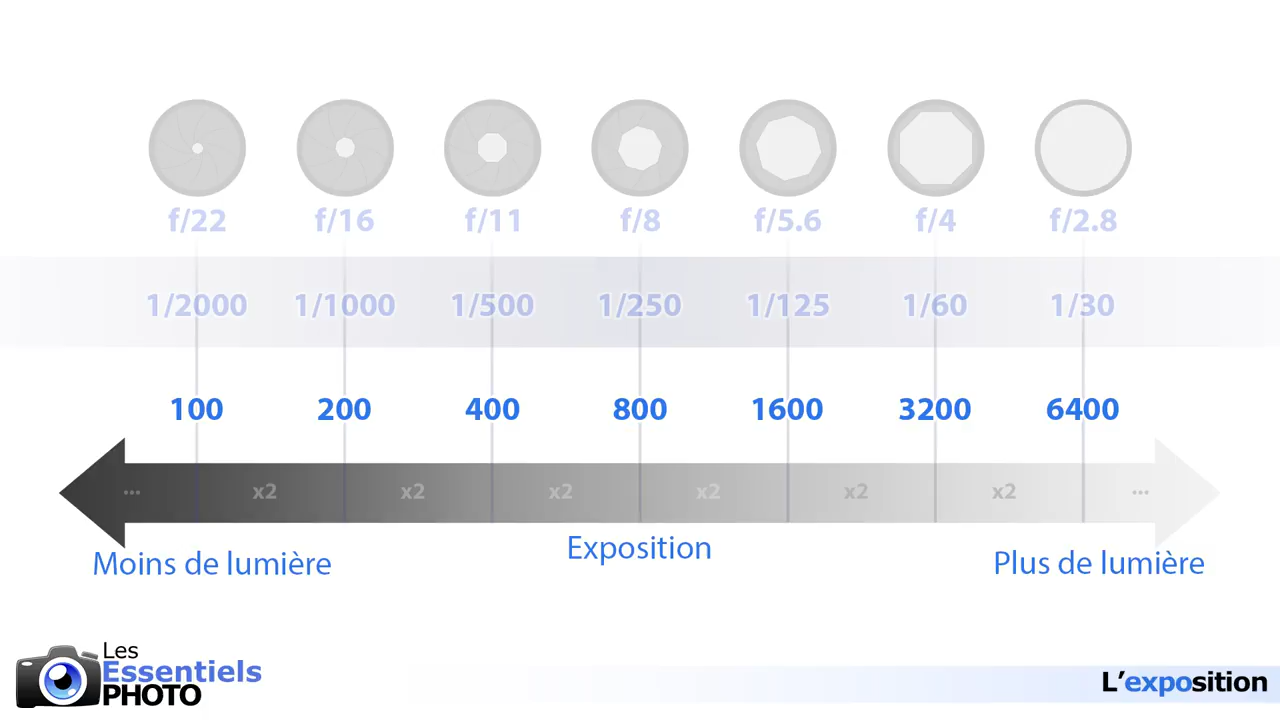 f/22 f/16 f/11 f/8 f/5.6 f/4 f/2.8
1/2000 1/1000 1/500 1/250 1/125 1/60 1/30
100 200 400 800 1600 3200 6400
... x2 x2 x2 x2 x2 x2 ...
Moins de lumière Exposition Plus de lumière
Les
Essentiels
PHOTO
L'exposition